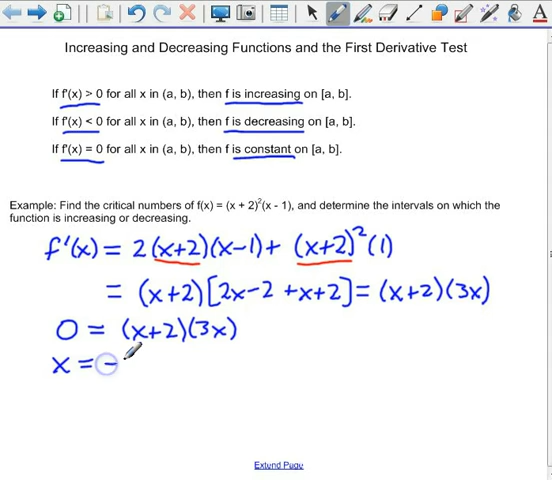 Increasing and Decreasing Functions and the First Derivative Test
If f'(x) > 0 for all x in (a, b), then f is increasing on [a, b].
If f'(x) < 0 for all x in (a, b), then f is decreasing on [a, b].
If f'(x) = 0 for all x in (a, b), then f is constant on [a, b].
Example: Find the critical numbers of f(x) = (x + 2)²(x - 1), and determine the intervals on which the
function is increasing or decreasing.
f'(x) = 2(x+2)(x-1) + (x+2)²(1)
= (x+2)[2x-2+x+2] = (x+2)(3x)
0 = (x+2)(3x)
x = -
Extend Page